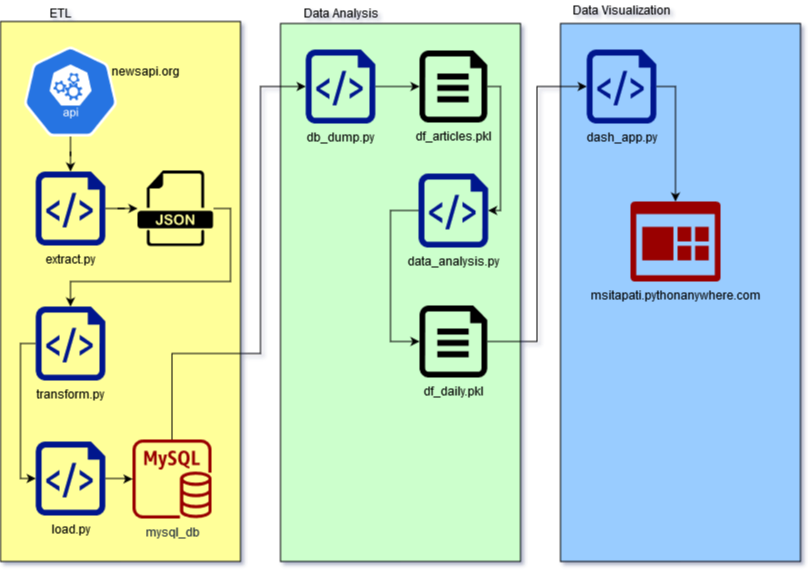 ETL
newsapi.org
api
extract.py
JSON
transform.py
load.py
MySQL
mysql_db
Data Analysis
db_dump.py
df_articles.pkl
data_analysis.py
df_daily.pkl
Data Visualization
dash_app.py
msitapati.pythonanywhere.com